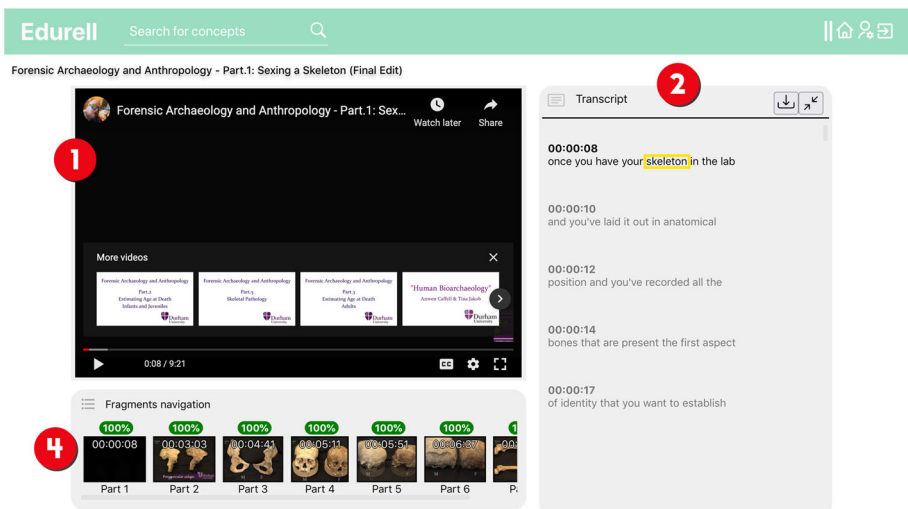 Edurell
Search for concepts
Forensic Archaeology and Anthropology - Part.1: Sexing a Skeleton (Final Edit)
1
Forensic Archaeology and Anthropology - Part.1: Sex...
Watch later
Share
More videos
Forensic Archaeology and Anthropology
Part.2
Estimating Age at Death
Infants and Juveniles
Durham
University
Forensic Archaeology and Anthropology
Part.5
Skeletal Pathology
Durham
University
Forensic Archaeology and Anthropology
Part.3
Estimating Age at Death
Adults
Durham
University
"Human Bioarchaeology"
Anwen Caffell & Tina Jakob
Durham
University
0:08 / 9:21
CC
2
Transcript
00:00:08
once you have your skeleton in the lab
00:00:10
and you've laid it out in anatomical
00:00:12
position and you've recorded all the
00:00:14
bones that are present the first aspect
00:00:17
of identity that you want to establish
4
Fragments navigation
100% 100% 100% 100% 100% 100% 1
00:00:08 00:03:03 00:04:41 00:05:11 00:05:51 00:06:37 00:
Part 1 Part 2 Part 3 Part 4 Part 5 Part 6 Pa